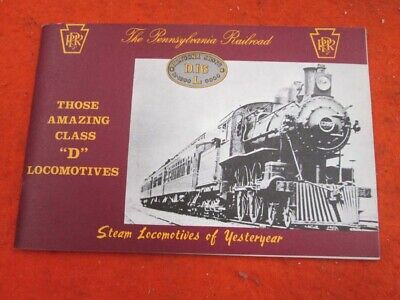 PRR
The Pennsylvania Railroad
PRR
D16
L
THOSE
AMAZING
CLASS
"D"
LOCOMOTIVES
Steam Locomotives of Yesteryear